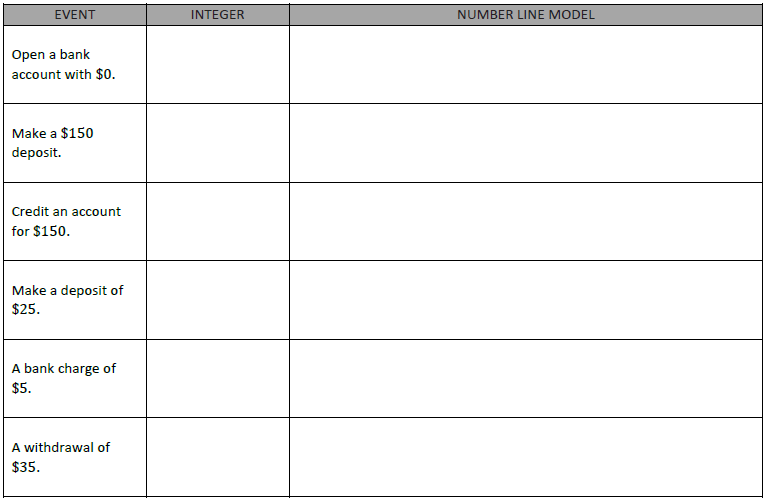 EVENT INTEGER NUMBER LINE MODEL
Open a bank
account with $0.
Make a $150
deposit.
Credit an account
for $150.
Make a deposit of
$25.
A bank charge of
$5.
A withdrawal of
$35.